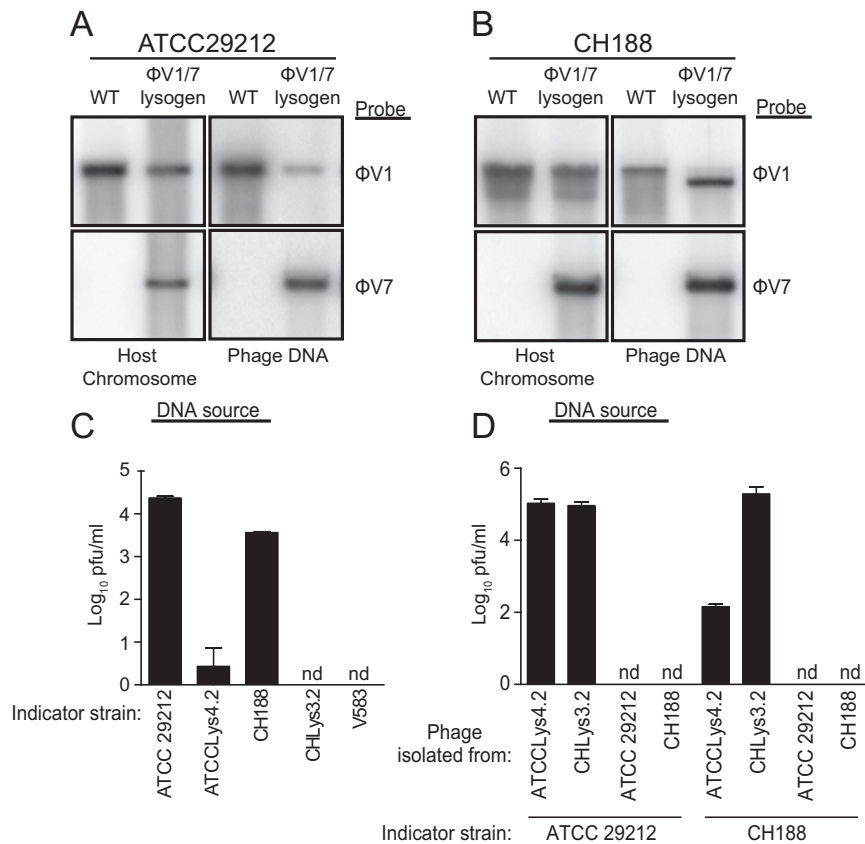 A
ATCC29212
WT
ΦV1/7
lysogen
WT
ΦV1/7
lysogen
Probe
ΦV1
ΦV7
Host
Chromosome
Phage DNA
DNA source
B
CH188
WT
ΦV1/7
lysogen
WT
ΦV1/7
lysogen
Probe
ΦV1
ΦV7
Host
Chromosome
Phage DNA
DNA source
C
5
4
3
2
1
0
Log10 pfu/ml
nd
nd
Indicator strain:
ATCC 29212
ATCCLys4.2
CH188
CHLys3.2
V583
D
6
4
2
0
Log10 pfu/ml
nd
nd
nd
nd
Phage
isolated from:
ATCCLys4.2
CHLys3.2
ATCC 29212
CH188
ATCCLys4.2
CHLys3.2
ATCC 29212
CH188
Indicator strain:
ATCC 29212
CH188